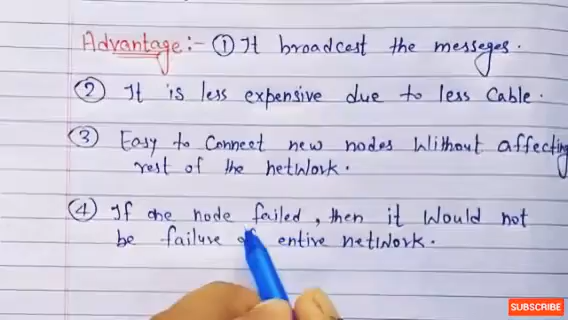 Advantage:- ① It broadcast the messeges.
② It is less expensive due to less Cable.
③ Easy to Connect new nodes Without affecting
rest of the network.
④ If one node failed, then it Would not
be failure of entire network.
SUBSCRIBE